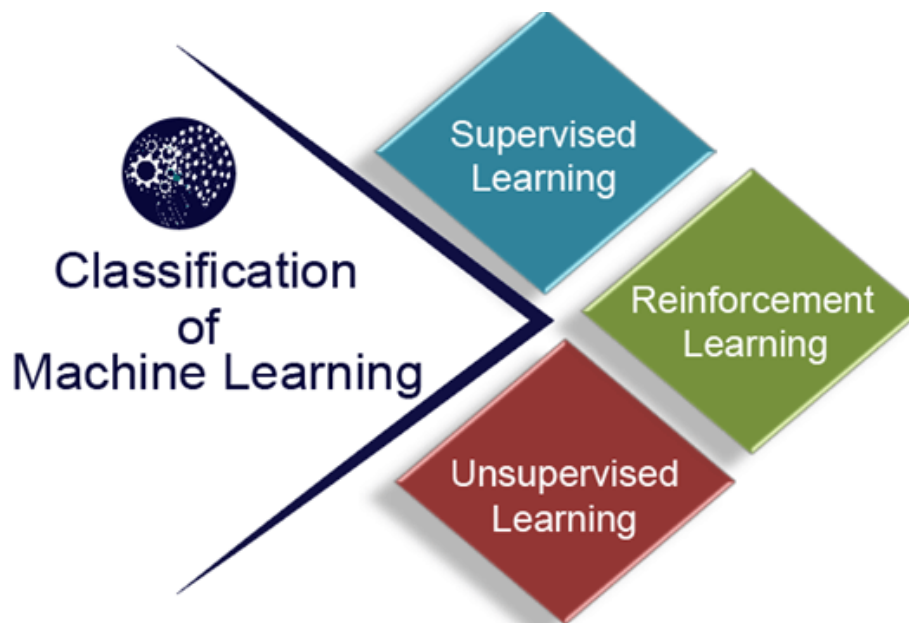 Classification
of
Machine Learning
Supervised
Learning
Reinforcement
Learning
Unsupervised
Learning